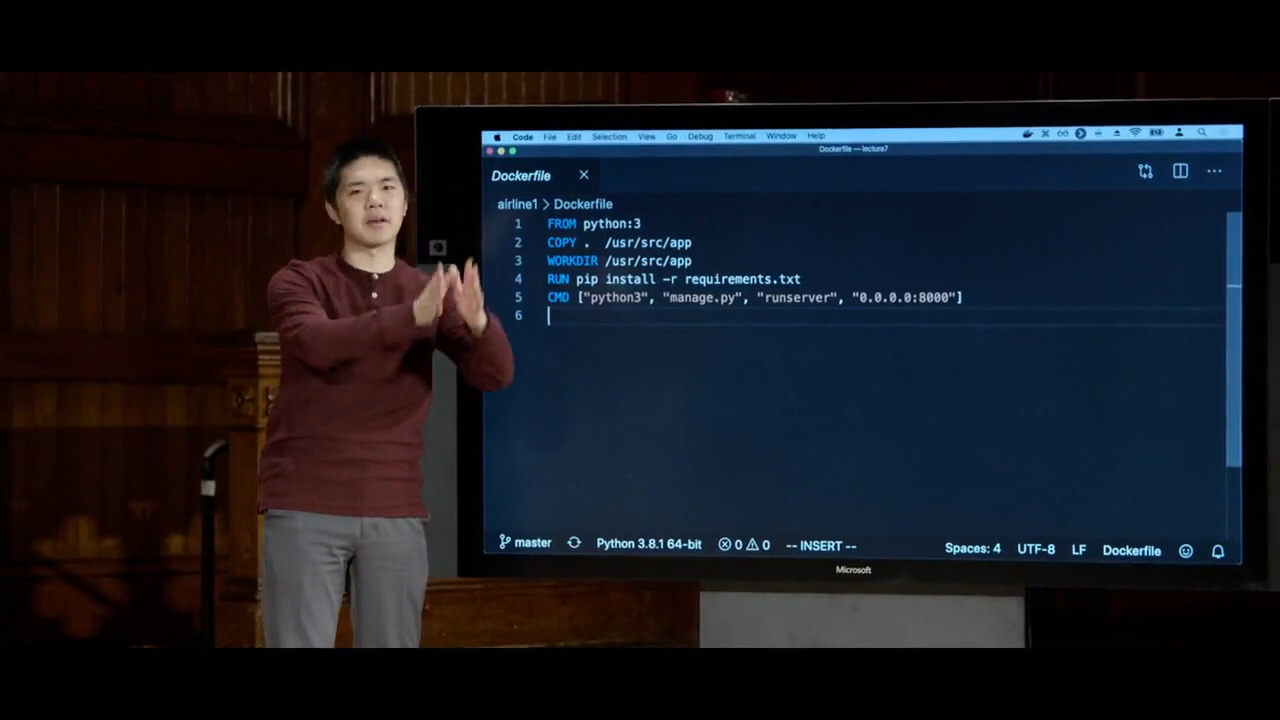 Code File Edit Selection View Go Debug Terminal Window Help
Dockerfile — lecture7
Dockerfile
airline1 > Dockerfile
1 FROM python:3
2 COPY . /usr/src/app
3 WORKDIR /usr/src/app
4 RUN pip install -r requirements.txt
5 CMD ["python3", "manage.py", "runserver", "0.0.0.0:8000"]
6
master Python 3.8.1 64-bit 0 0 -- INSERT -- Spaces: 4 UTF-8 LF Dockerfile
Microsoft